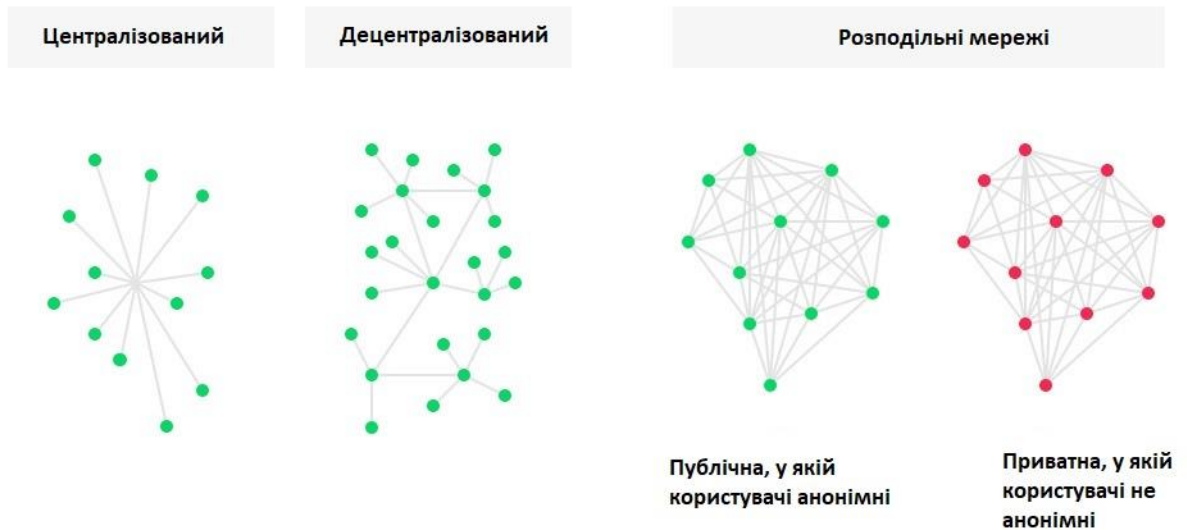 Централізований
Децентралізований
Розподільні мережі
Публічна, у якій
користувачі анонімні
Приватна, у якій
користувачі не
анонімні